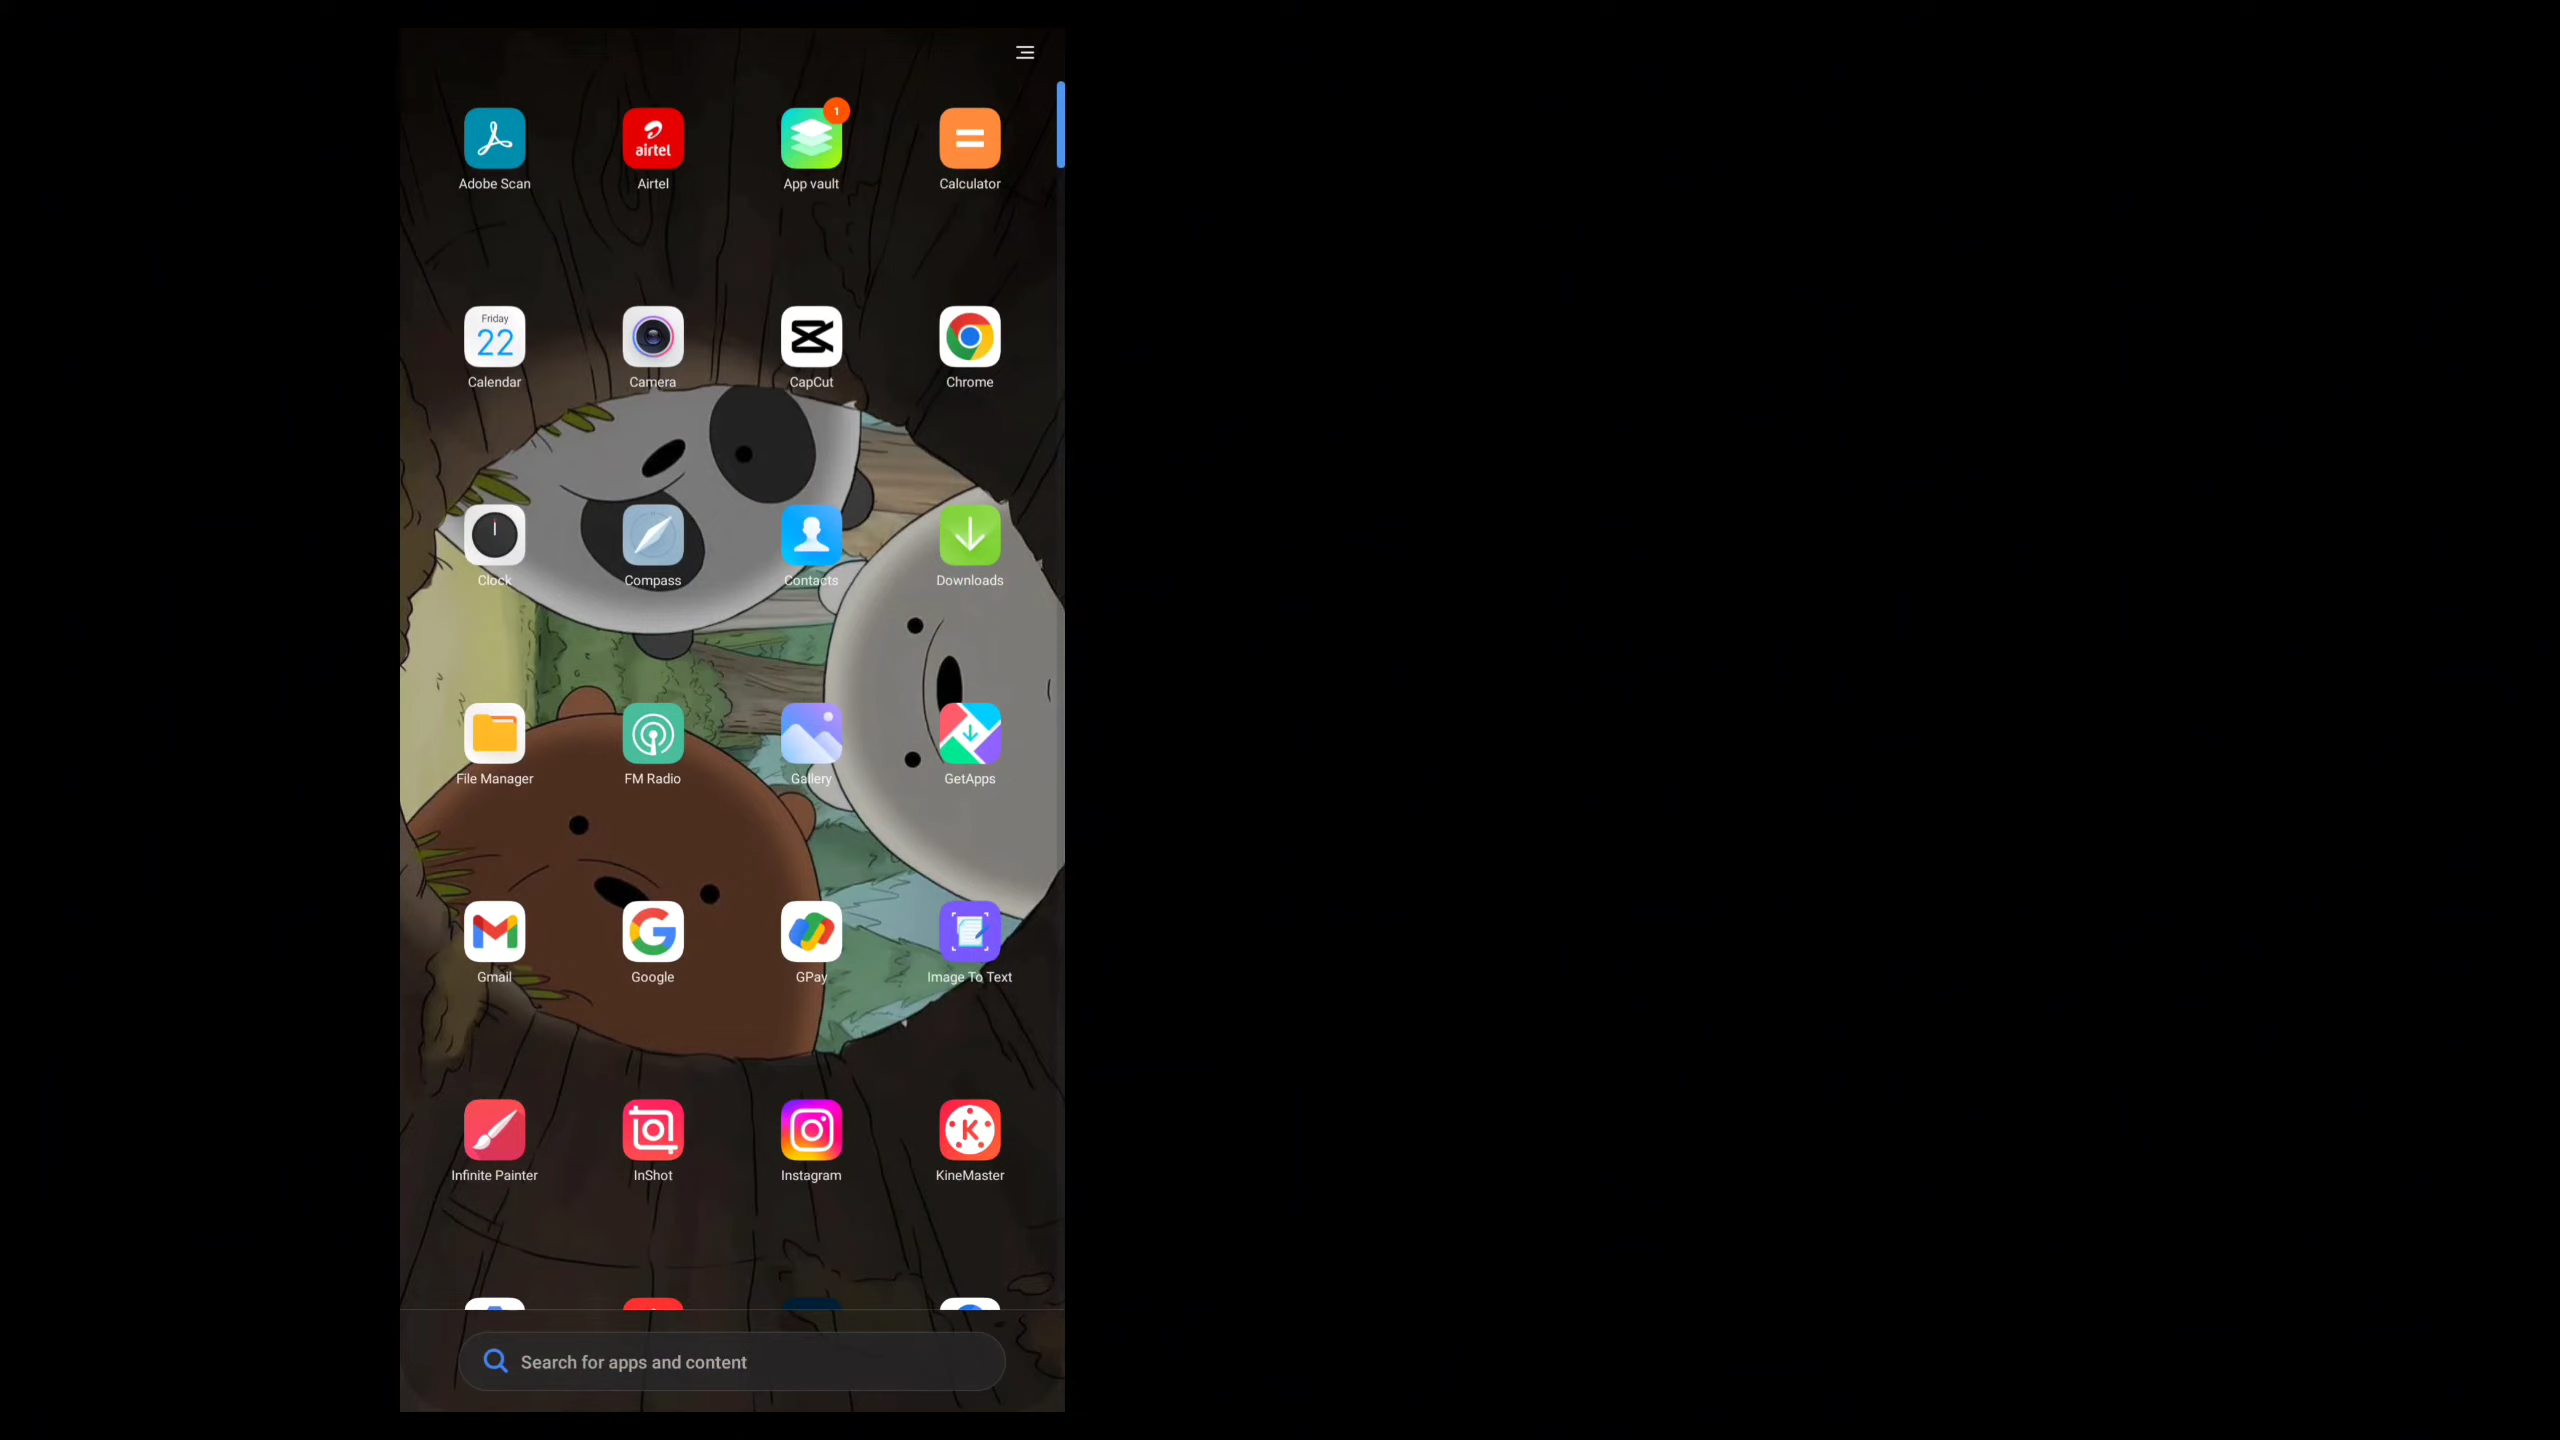 airtel
1
Adobe Scan
Airtel
App vault
Calculator
Friday
22
Calendar
Camera
CapCut
Chrome
Clock
Compass
Contacts
Downloads
File Manager
FM Radio
Gallery
GetApps
Gmail
Google
GPay
Image To Text
K
Infinite Painter
InShot
Instagram
KineMaster
Search for apps and content